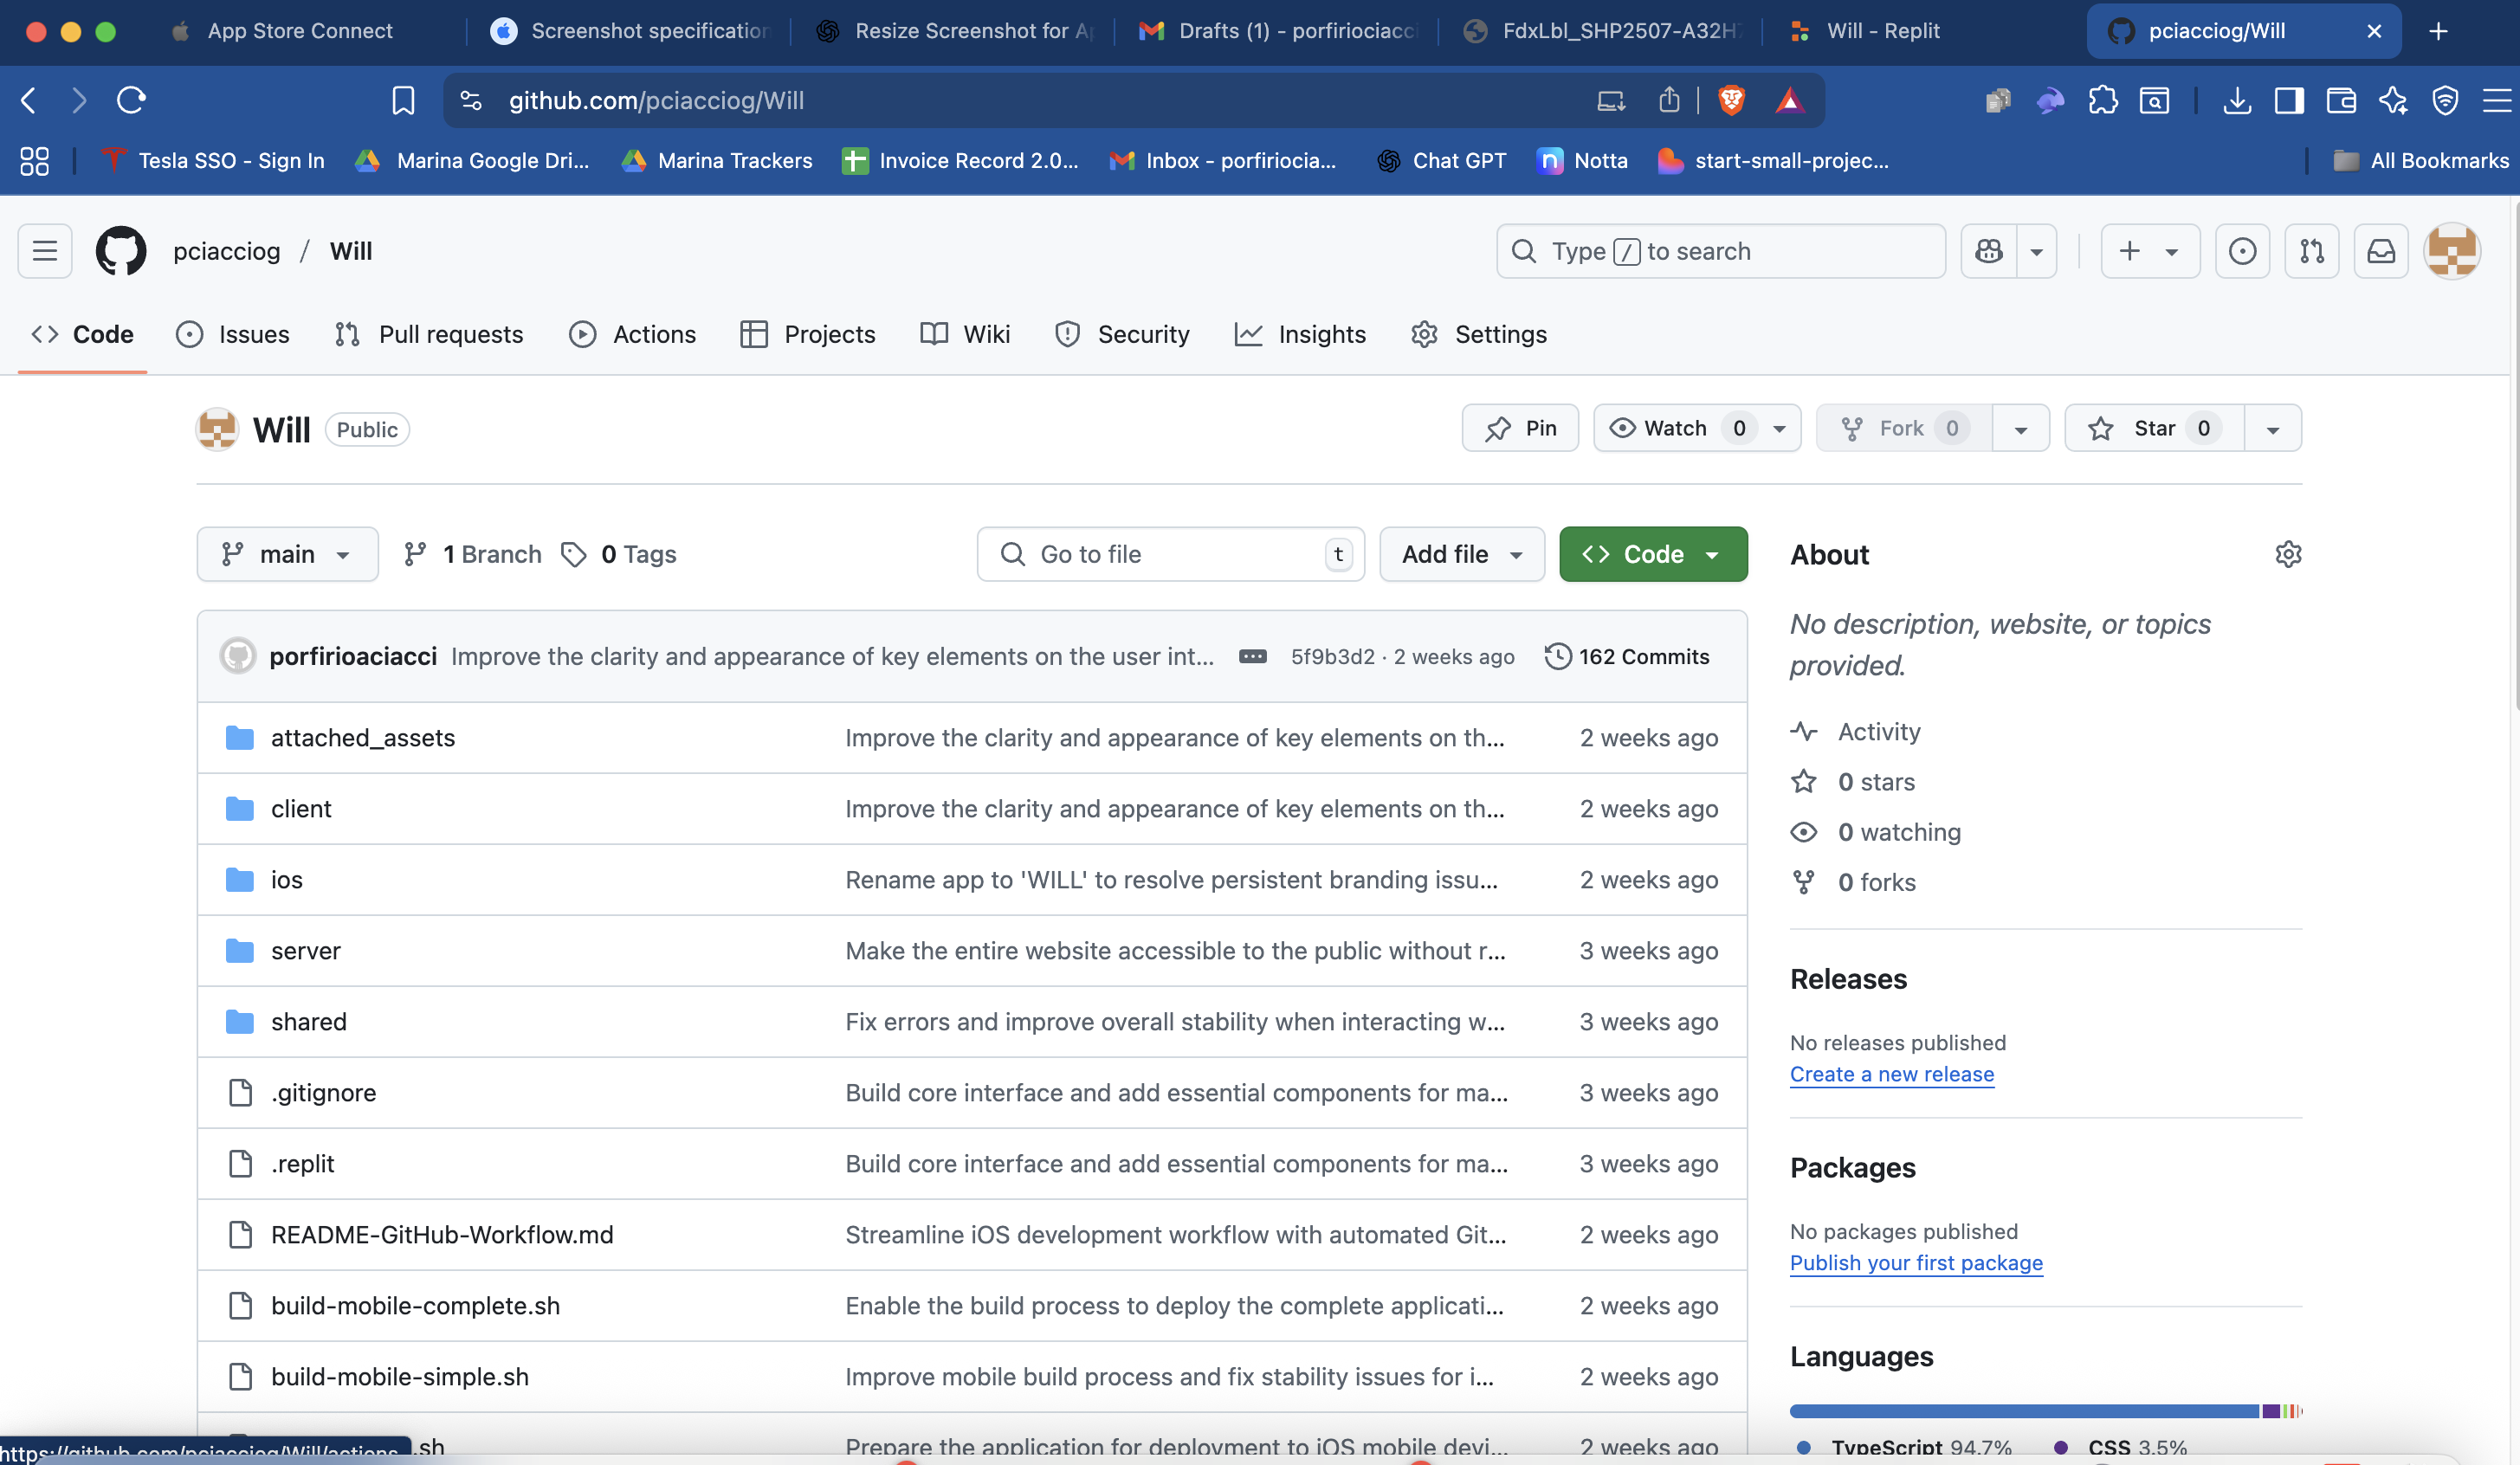 App Store Connect
Screenshot specification
Resize Screenshot for Ap
Drafts (1) - porfiriociacci
FdxLbl_SHP2507-A32H
Will - Replit
pciacciog/Will
github.com/pciacciog/Will
Tesla SSO - Sign In
Marina Google Dri...
Marina Trackers
Invoice Record 2.0...
Inbox - porfiriocia...
Chat GPT
Notta
start-small-projec...
All Bookmarks
pciacciog / Will
Type / to search
Code
Issues
Pull requests
Actions
Projects
Wiki
Security
Insights
Settings
Will Public
Pin
Watch 0
Fork 0
Star 0
main
1 Branch
0 Tags
Go to file t
Add file
Code
porfirioaciacci Improve the clarity and appearance of key elements on the user int... 5f9b3d2 · 2 weeks ago 162 Commits
attached_assets Improve the clarity and appearance of key elements on th... 2 weeks ago
client Improve the clarity and appearance of key elements on th... 2 weeks ago
ios Rename app to 'WILL' to resolve persistent branding issu... 2 weeks ago
server Make the entire website accessible to the public without r... 3 weeks ago
shared Fix errors and improve overall stability when interacting w... 3 weeks ago
.gitignore Build core interface and add essential components for ma... 3 weeks ago
.replit Build core interface and add essential components for ma... 3 weeks ago
README-GitHub-Workflow.md Streamline iOS development workflow with automated Git... 2 weeks ago
build-mobile-complete.sh Enable the build process to deploy the complete applicati... 2 weeks ago
build-mobile-simple.sh Improve mobile build process and fix stability issues for i... 2 weeks ago
.sh Prepare the application for deployment to iOS mobile devi... 2 weeks ago
About
No description, website, or topics
provided.
Activity
0 stars
0 watching
0 forks
Releases
No releases published
Create a new release
Packages
No packages published
Publish your first package
Languages
TypeScript 94.7%
CSS 3.5%
https://github.com/pciacciog/Will/actions